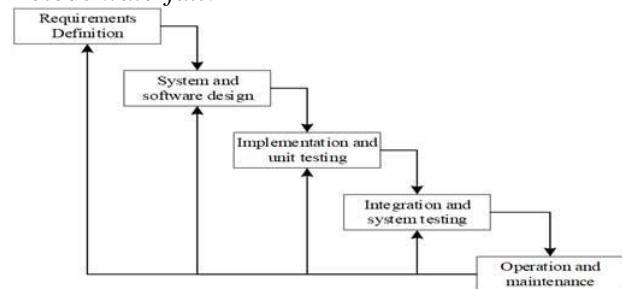 Requirements
Definition
System and
software design
Implementation and
unit testing
Integration and
system testing
Operation and
maintenance